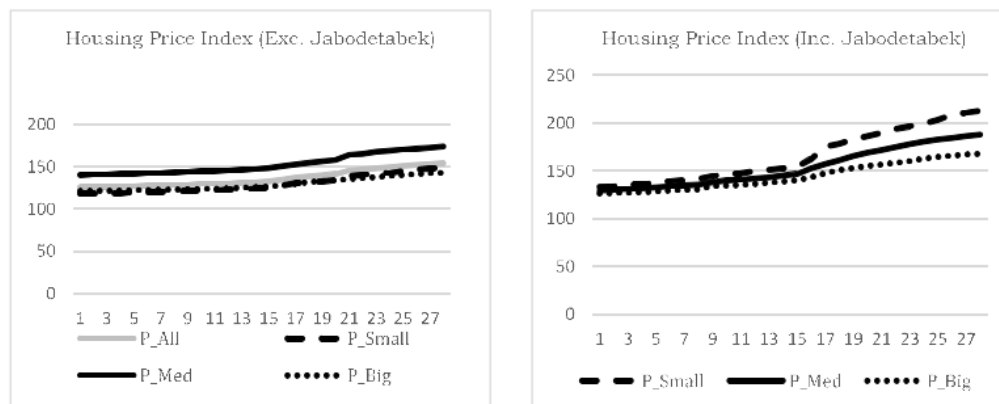 Housing Price Index (Exc. Jabodetabek)
200
150
100
50
0
1 3 5 7 9 11 13 15 17 19 21 23 25 27
P_All P_Small
P_Med P_Big
Housing Price Index (Inc. Jabodetabek)
250
200
150
100
50
0
1 3 5 7 9 11 13 15 17 19 21 23 25 27
P_Small P_Med P_Big